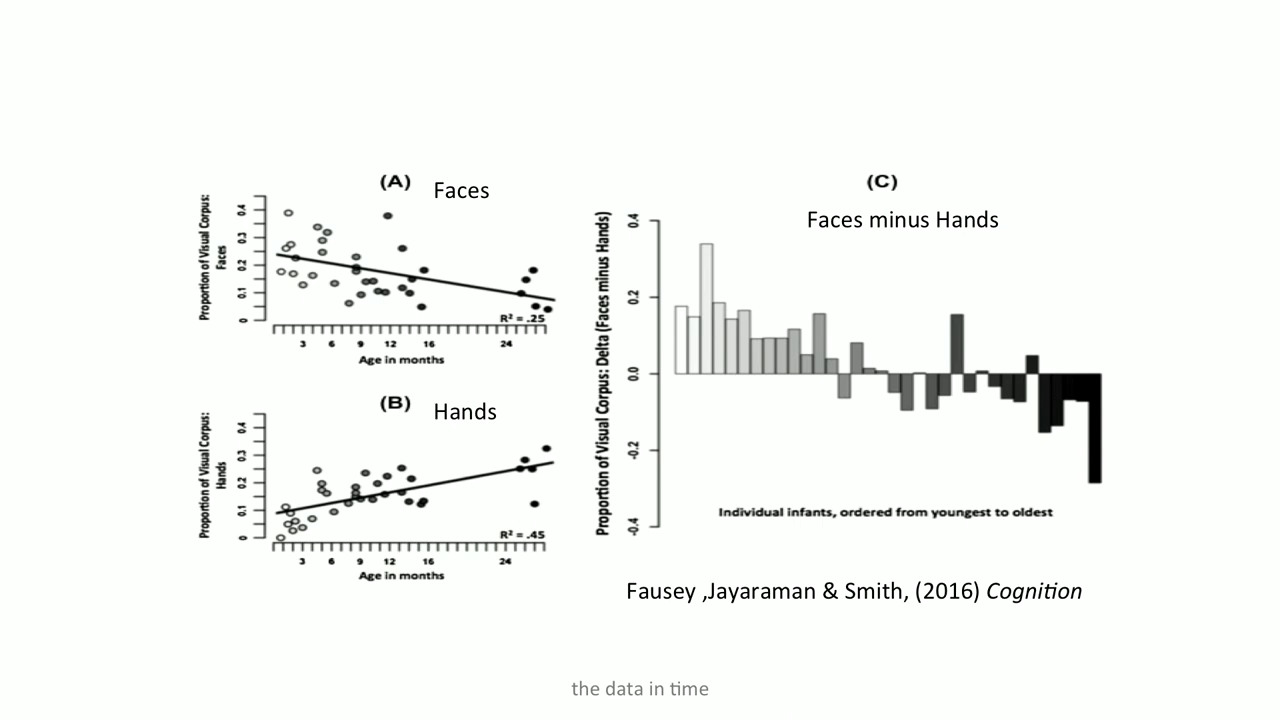 (A)
Faces
Proportion of Visual Corpus:
Faces
0.4
0.3
0.2
0.1
0
R² = .25
3 6 9 12 16 24
Age in months
(B)
Hands
Proportion of Visual Corpus:
Hands
0.4
0.3
0.2
0.1
0
R² = .45
3 6 9 12 16 24
Age in months
(C)
Faces minus Hands
Proportion of Visual Corpus: Delta (Faces minus Hands)
0.4
0.2
0.0
-0.2
-0.4
Individual infants, ordered from youngest to oldest
Fausey ,Jayaraman & Smith, (2016) Cognition
the data in time